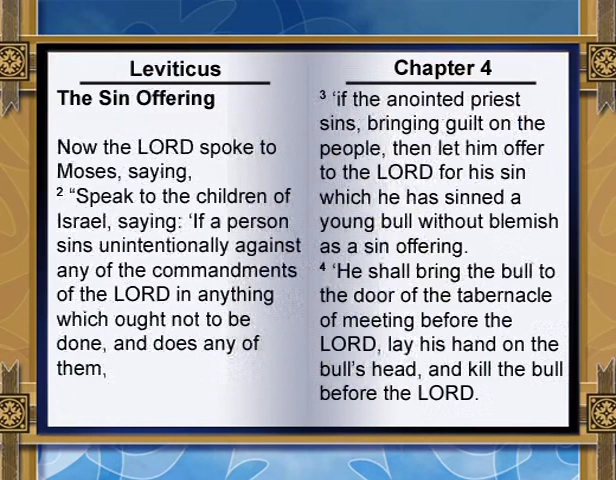 Leviticus
The Sin Offering
Now the LORD spoke to
Moses, saying,
² “Speak to the children of
Israel, saying: ‘If a person
sins unintentionally against
any of the commandments
of the LORD in anything
which ought not to be
done, and does any of
them,
Chapter 4
³ ‘if the anointed priest
sins, bringing guilt on the
people, then let him offer
to the LORD for his sin
which he has sinned a
young bull without blemish
as a sin offering.
⁴ ‘He shall bring the bull to
the door of the tabernacle
of meeting before the
LORD, lay his hand on the
bull’s head, and kill the bull
before the LORD.